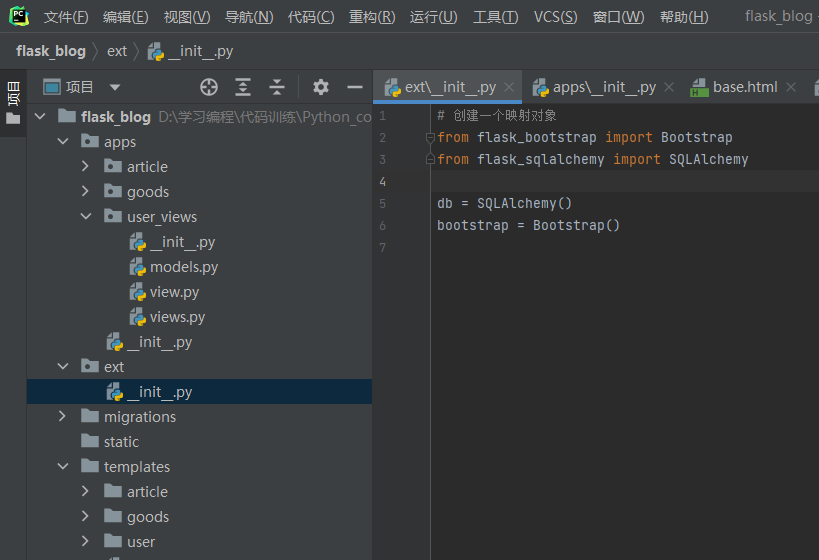 PC 文件(F) 编辑(E) 视图(V) 导航(N) 代码(C) 重构(R) 运行(U) 工具(T) VCS(S) 窗口(W) 帮助(H) flask_blog
flask_blog ext __init__.py
项目
项目
flask_blog D:\学习编程\代码训练\Python_co
apps
article
goods
user_views
__init__.py
models.py
view.py
views.py
__init__.py
ext
__init__.py
migrations
static
templates
article
goods
user
ext\__init__.py apps\__init__.py H base.html
1 # 创建一个映射对象
2 from flask_bootstrap import Bootstrap
3 from flask_sqlalchemy import SQLAlchemy
4
5 db = SQLAlchemy()
6 bootstrap = Bootstrap()
7